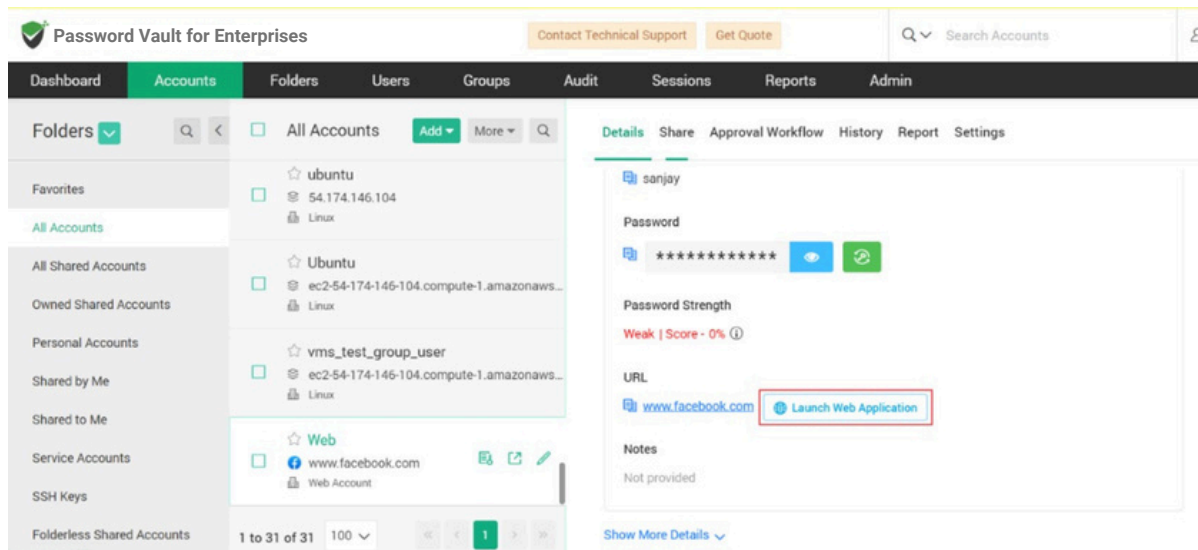 Password Vault for Enterprises
Contact Technical Support
Get Quote
Search Accounts
Dashboard
Accounts
Folders
Users
Groups
Audit
Sessions
Reports
Admin
Folders
Favorites
All Accounts
All Shared Accounts
Owned Shared Accounts
Personal Accounts
Shared by Me
Shared to Me
Service Accounts
SSH Keys
Folderless Shared Accounts
All Accounts
Add
More
ubuntu
54.174.146.104
Linux
Ubuntu
ec2-54-174-146-104.compute-1.amazonaws...
Linux
vms_test_group_user
ec2-54-174-146-104.compute-1.amazonaws...
Linux
Web
www.facebook.com
Web Account
1 to 31 of 31
100
« < 1 > »
Details
Share
Approval Workflow
History
Report
Settings
sanjay
Password
************
Password Strength
Weak | Score - 0%
URL
www.facebook.com
Launch Web Application
Notes
Not provided
Show More Details